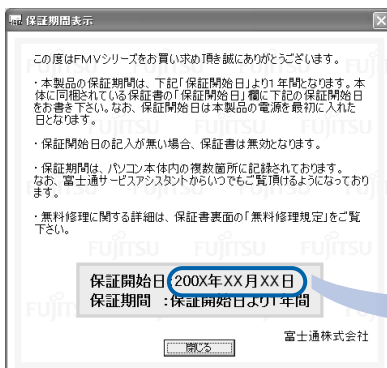 保証期間表示
この度はFMVシリーズをお買い求め頂き誠にありがとうございます。
・本製品の保証期間は、下記「保証開始日」より1年間となります。本
体に同梱されている保証書の「保証開始日」欄に下記の保証開始日
をお書き下さい。なお、保証開始日は本製品の電源を最初に入れた
日となります。
・保証開始日の記入が無い場合、保証書は無効となります。
・保証期間は、パソコン本体内の複数箇所に記録されております。
なお、富士通サービスアシスタントからいつでもご覧頂けるようになっており
ます。
・無料修理に関する詳細は、保証書裏面の「無料修理規定」をご覧
下さい。
保証開始日:200X年XX月XX日
保証期間 :保証開始日より1年間
富士通株式会社
閉じる
FUJITSU FUJITSU FUJITSU